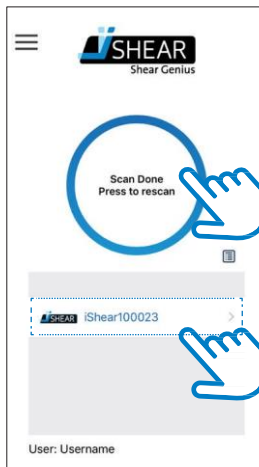 iSHEAR
Shear Genius
Scan Done
Press to rescan
iSHEAR iShear100023
User: Username